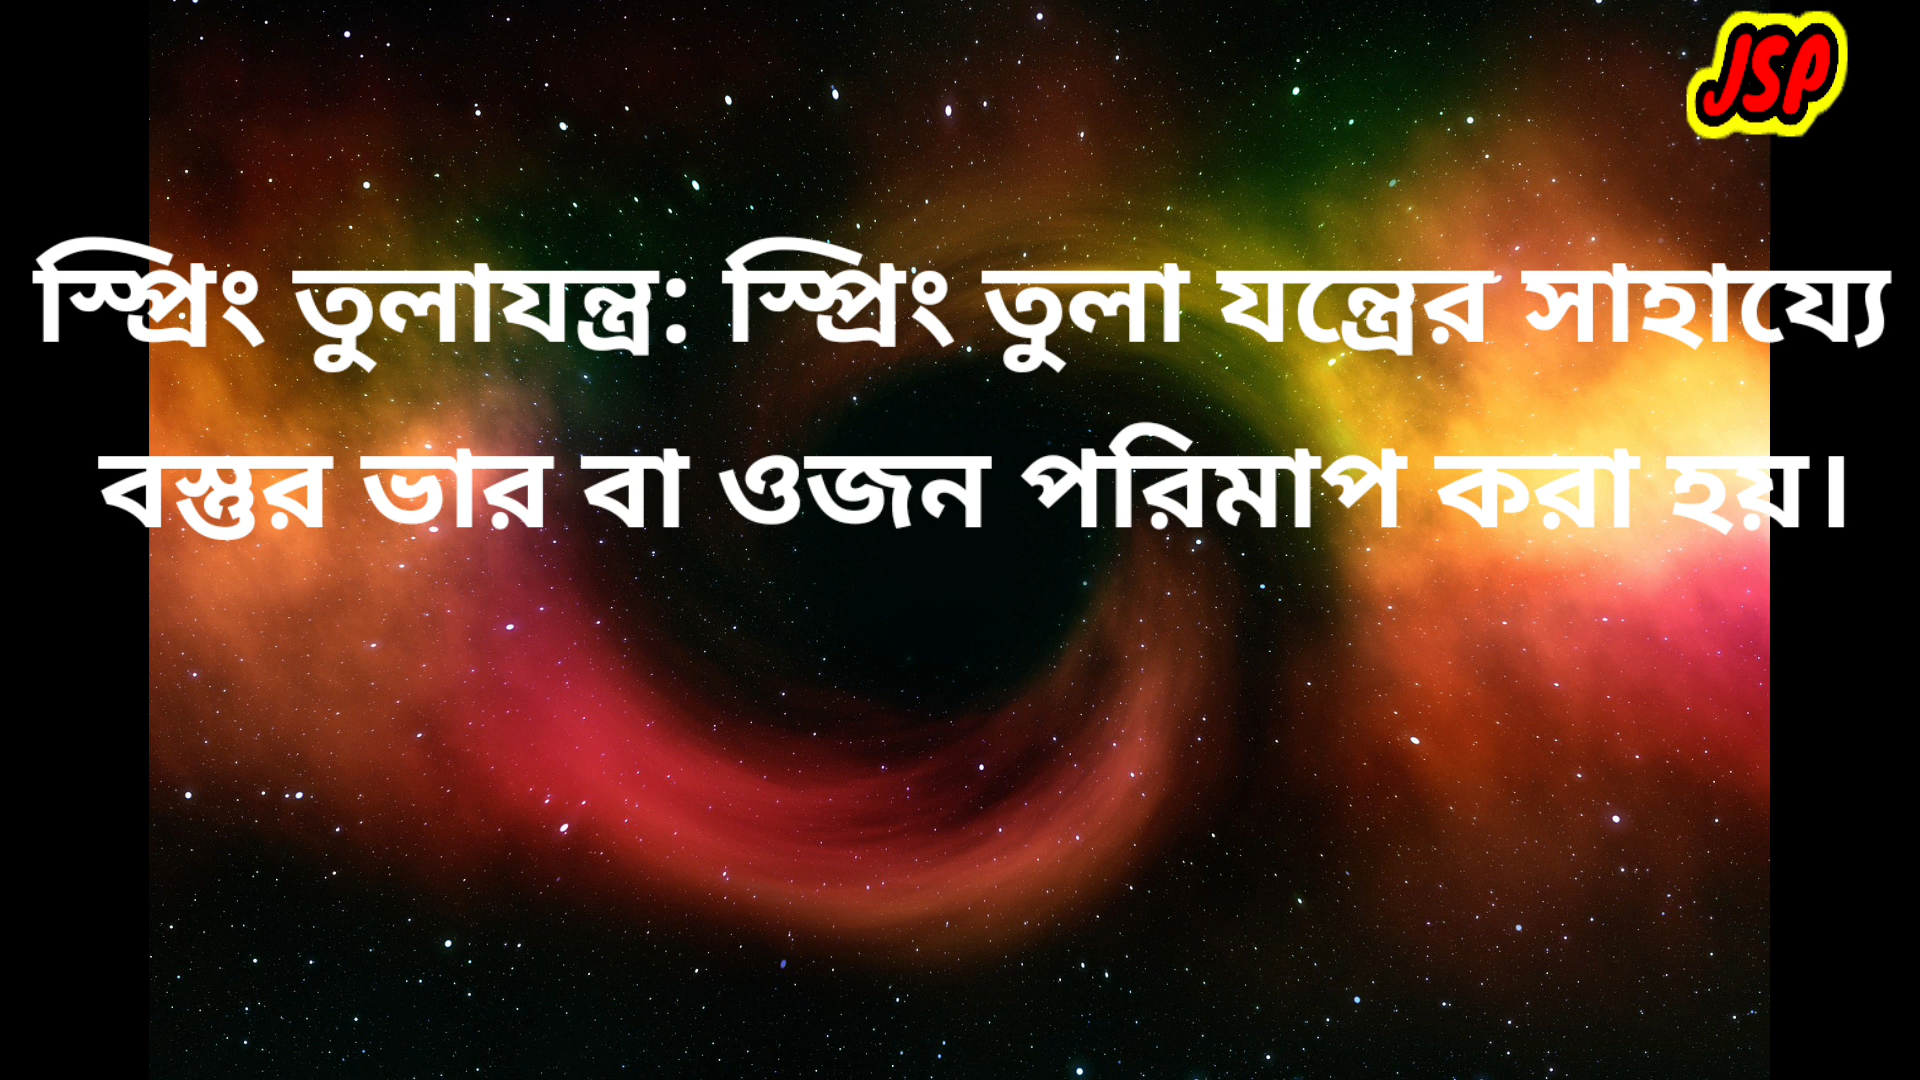 JSP
স্প্রিং তুলাযন্ত্র: স্প্রিং তুলা যন্ত্রের সাহায্যে
বস্তুর ভার বা ওজন পরিমাপ করা হয়।